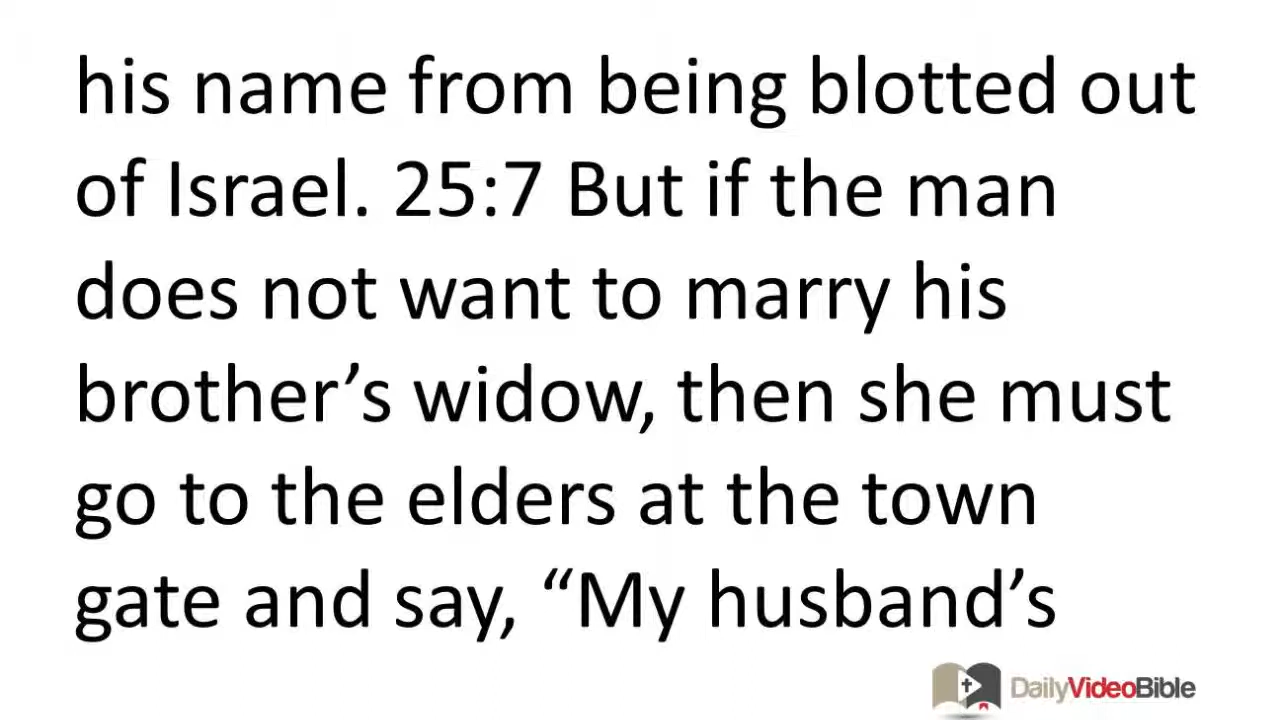 his name from being blotted out
of Israel. 25:7 But if the man
does not want to marry his
brother’s widow, then she must
go to the elders at the town
gate and say, “My husband’s
DailyVideoBible